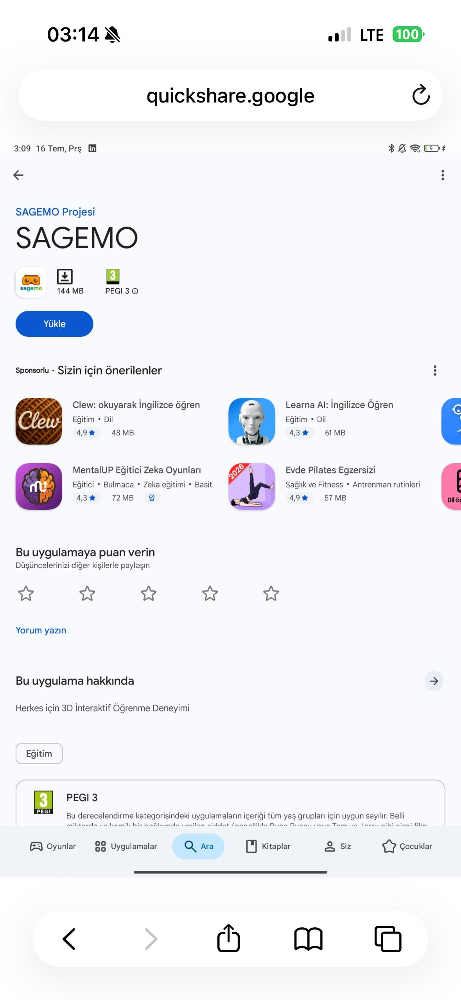 03:14
LTE
100
quickshare.google
3:09 16 Tem, Prş
9
SAGEMO Projesi
SAGEMO
sagemo
144 MB
3
PEGI 3
Yükle
Sponsorlu • Sizin için önerilenler
Clew
Clew: okuyarak İngilizce öğren
Eğitim • Dil
4,9 ★ 48 MB
Learna AI: İngilizce Öğren
Eğitim • Dil
4,3 ★ 61 MB
MentalUP Eğitici Zeka Oyunları
Eğitici • Bulmaca • Zeka eğitimi • Basit
4,3 ★ 72 MB
2026
Evde Pilates Egzersizi
Sağlık ve Fitness • Antrenman rutinleri
4,9 ★ 57 MB
Dil
Bu uygulamaya puan verin
Düşüncelerinizi diğer kişilerle paylaşın
Yorum yazın
Bu uygulama hakkında
Herkes için 3D İnteraktif Öğrenme Deneyimi
Eğitim
3
PEGI
PEGI 3
Bu derecelendirme kategorisindeki uygulamaların içeriği tüm yaş grupları için uygun sayılır. Belli
Oyunlar
Uygulamalar
Ara
Kitaplar
Siz
Çocuklar